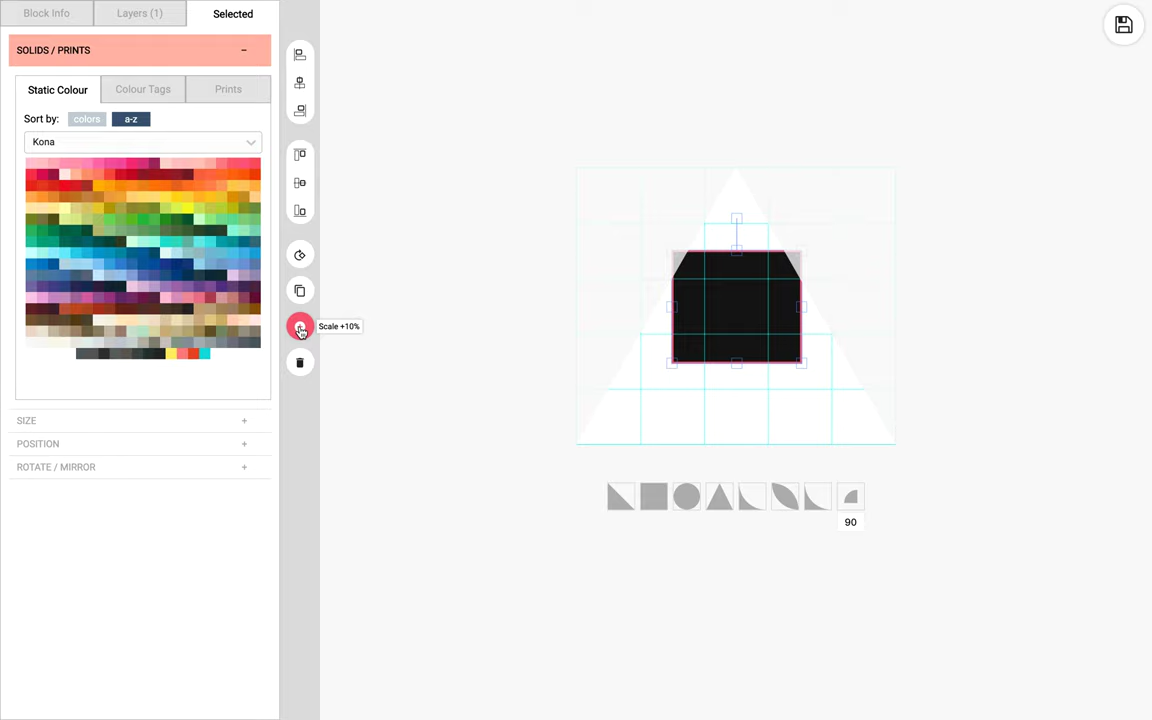 Block Info
Layers (1)
Selected
SOLIDS / PRINTS
Static Colour
Colour Tags
Prints
Sort by:
colors
a-z
Kona
Scale +10%
SIZE
POSITION
ROTATE / MIRROR
90